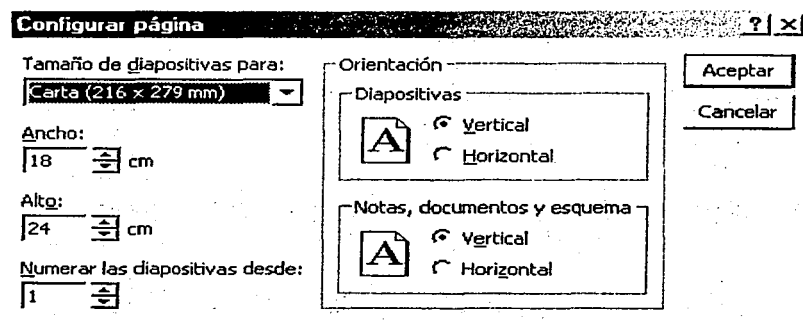 Configurar página
Tamaño de diapositivas para:
Carta (216 x 279 mm)
Ancho:
18 cm
Alto:
24 cm
Numerar las diapositivas desde:
1
Orientación
Diapositivas
A
Vertical
Horizontal
Notas, documentos y esquema
A
Vertical
Horizontal
Aceptar
Cancelar